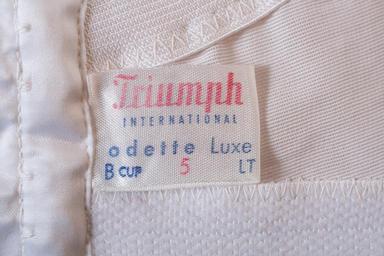 Triumph
INTERNATIONAL
odette Luxe
B CUP 5 LT